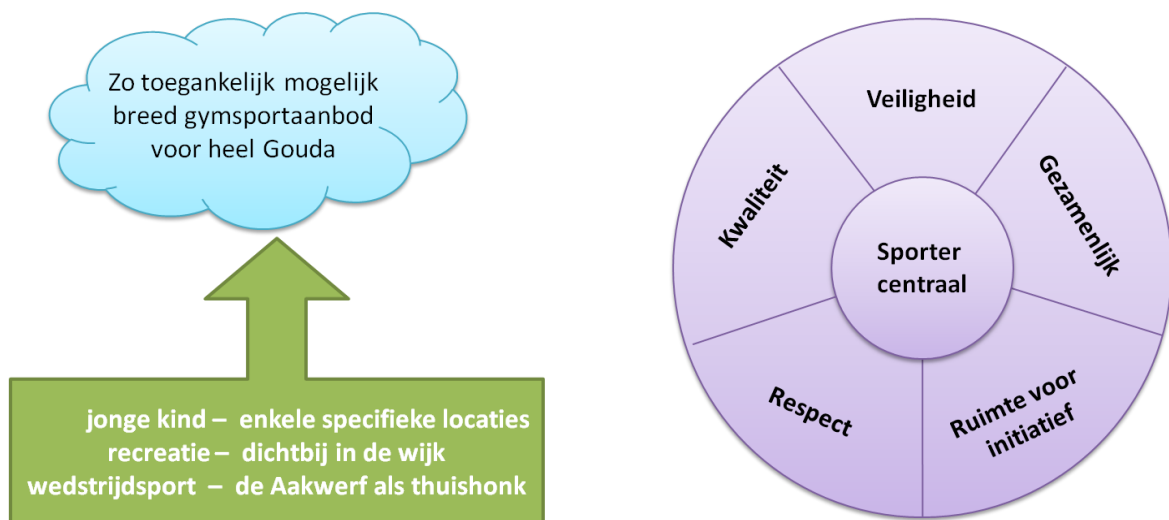 Zo toegankelijk mogelijk
breed gymsportaanbod
voor heel Gouda
jonge kind – enkele specifieke locaties
recreatie – dichtbij in de wijk
wedstrijdsport – de Aakwerf als thuishonk
Veiligheid
Gezamenlijk
Ruimte voor
initiatief
Respect
Kwaliteit
Sporter
centraal